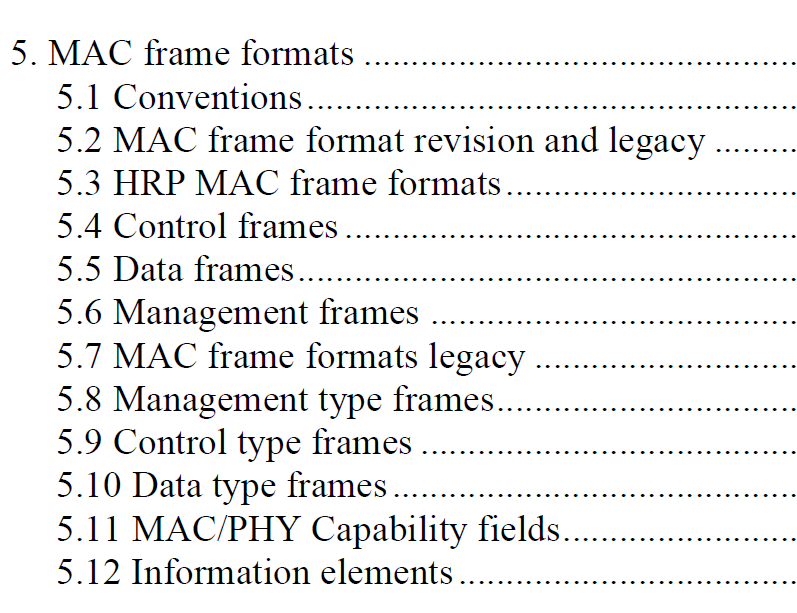 5. MAC frame formats ...............................................
5.1 Conventions....................................................
5.2 MAC frame format revision and legacy .........
5.3 HRP MAC frame formats...............................
5.4 Control frames ................................................
5.5 Data frames.....................................................
5.6 Management frames .......................................
5.7 MAC frame formats legacy ............................
5.8 Management type frames................................
5.9 Control type frames ........................................
5.10 Data type frames...........................................
5.11 MAC/PHY Capability fields.........................
5.12 Information elements....................................